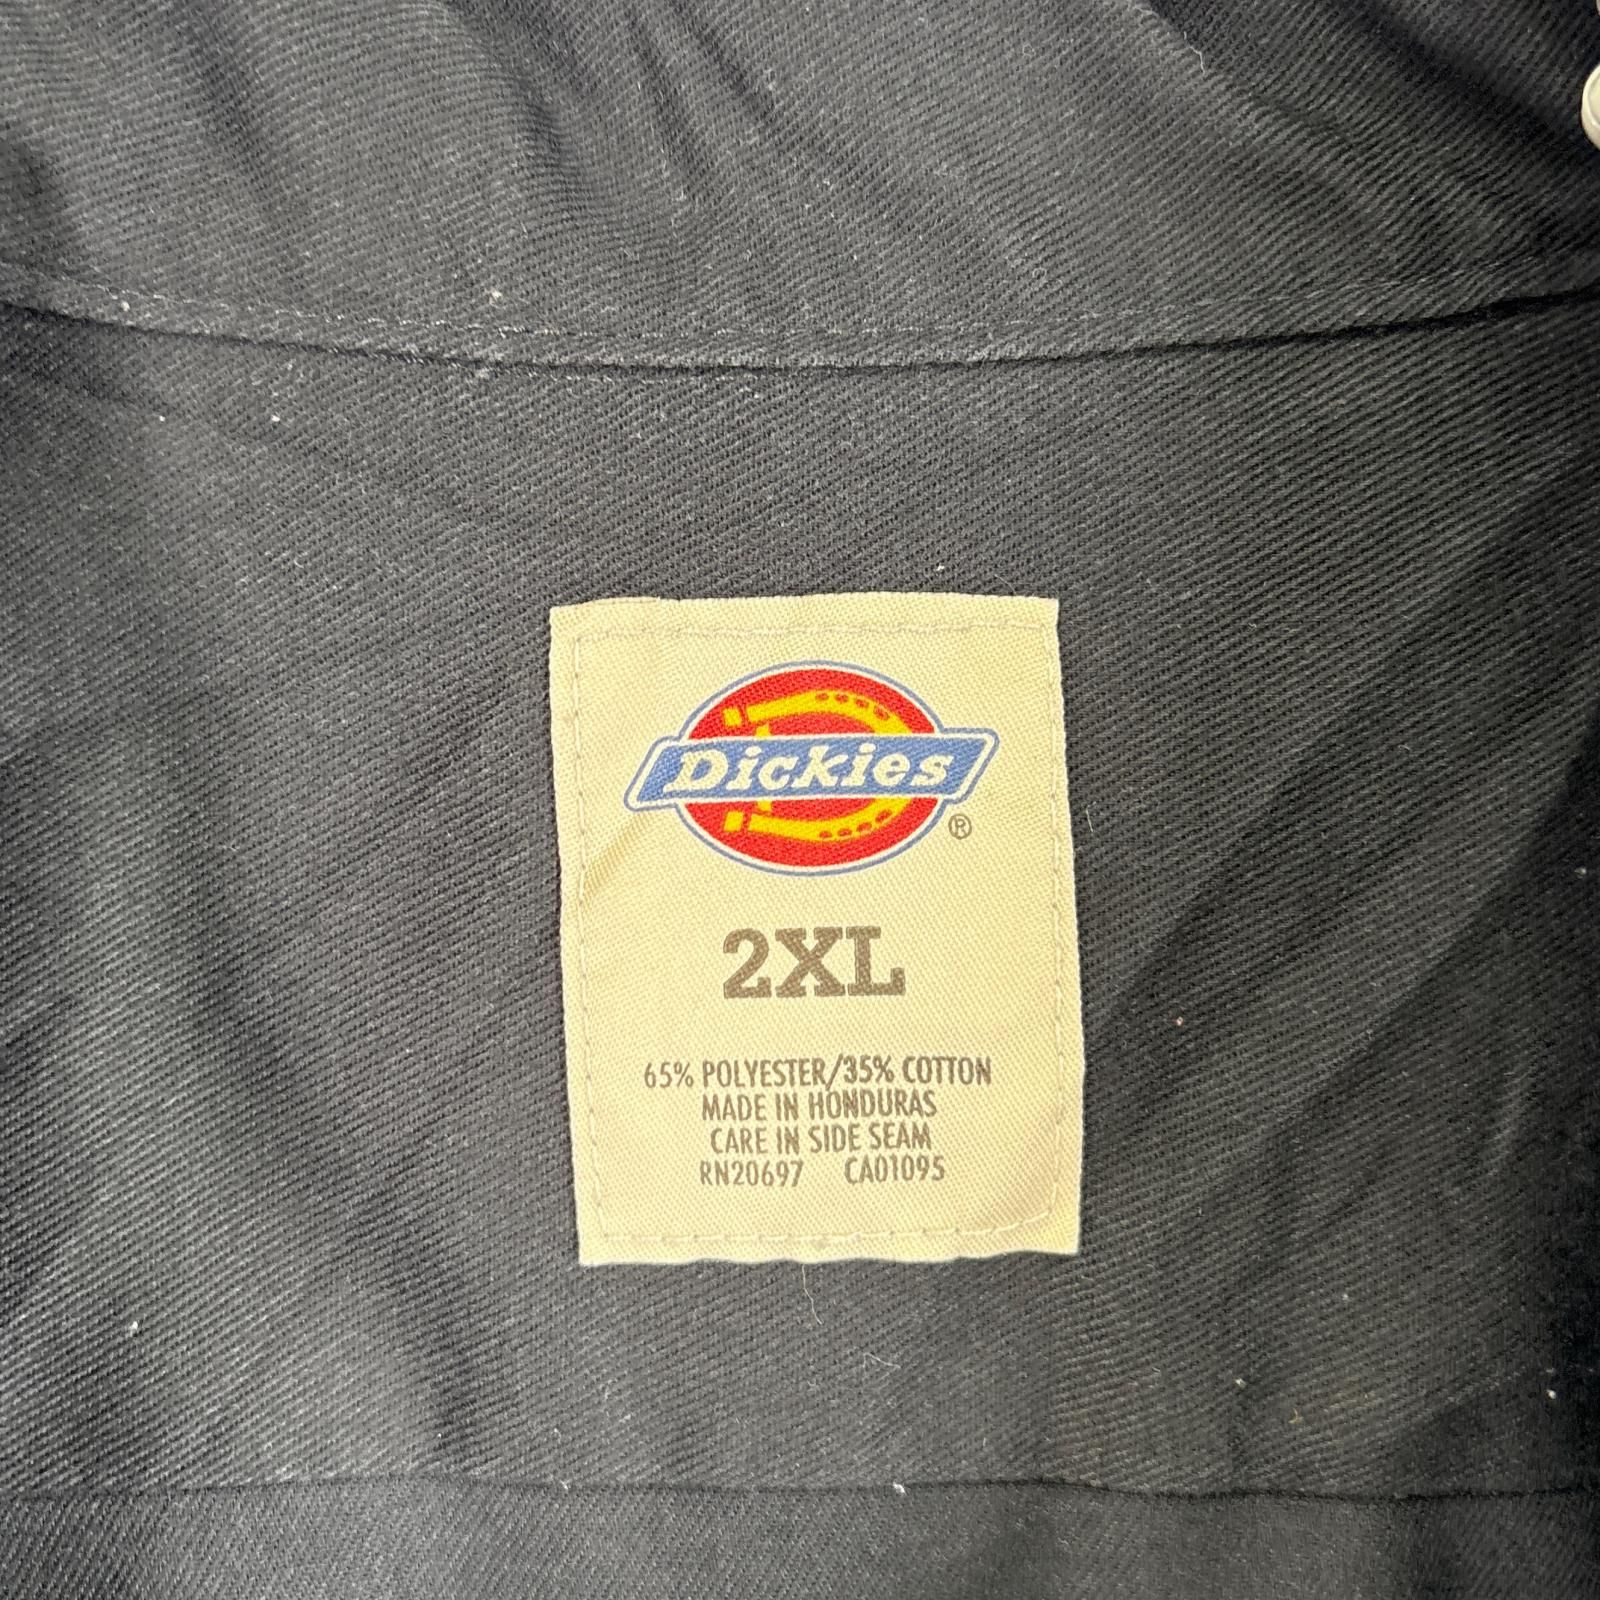 Dickies
®
2XL
65% POLYESTER/35% COTTON
MADE IN HONDURAS
CARE IN SIDE SEAM
RN20697 CA01095